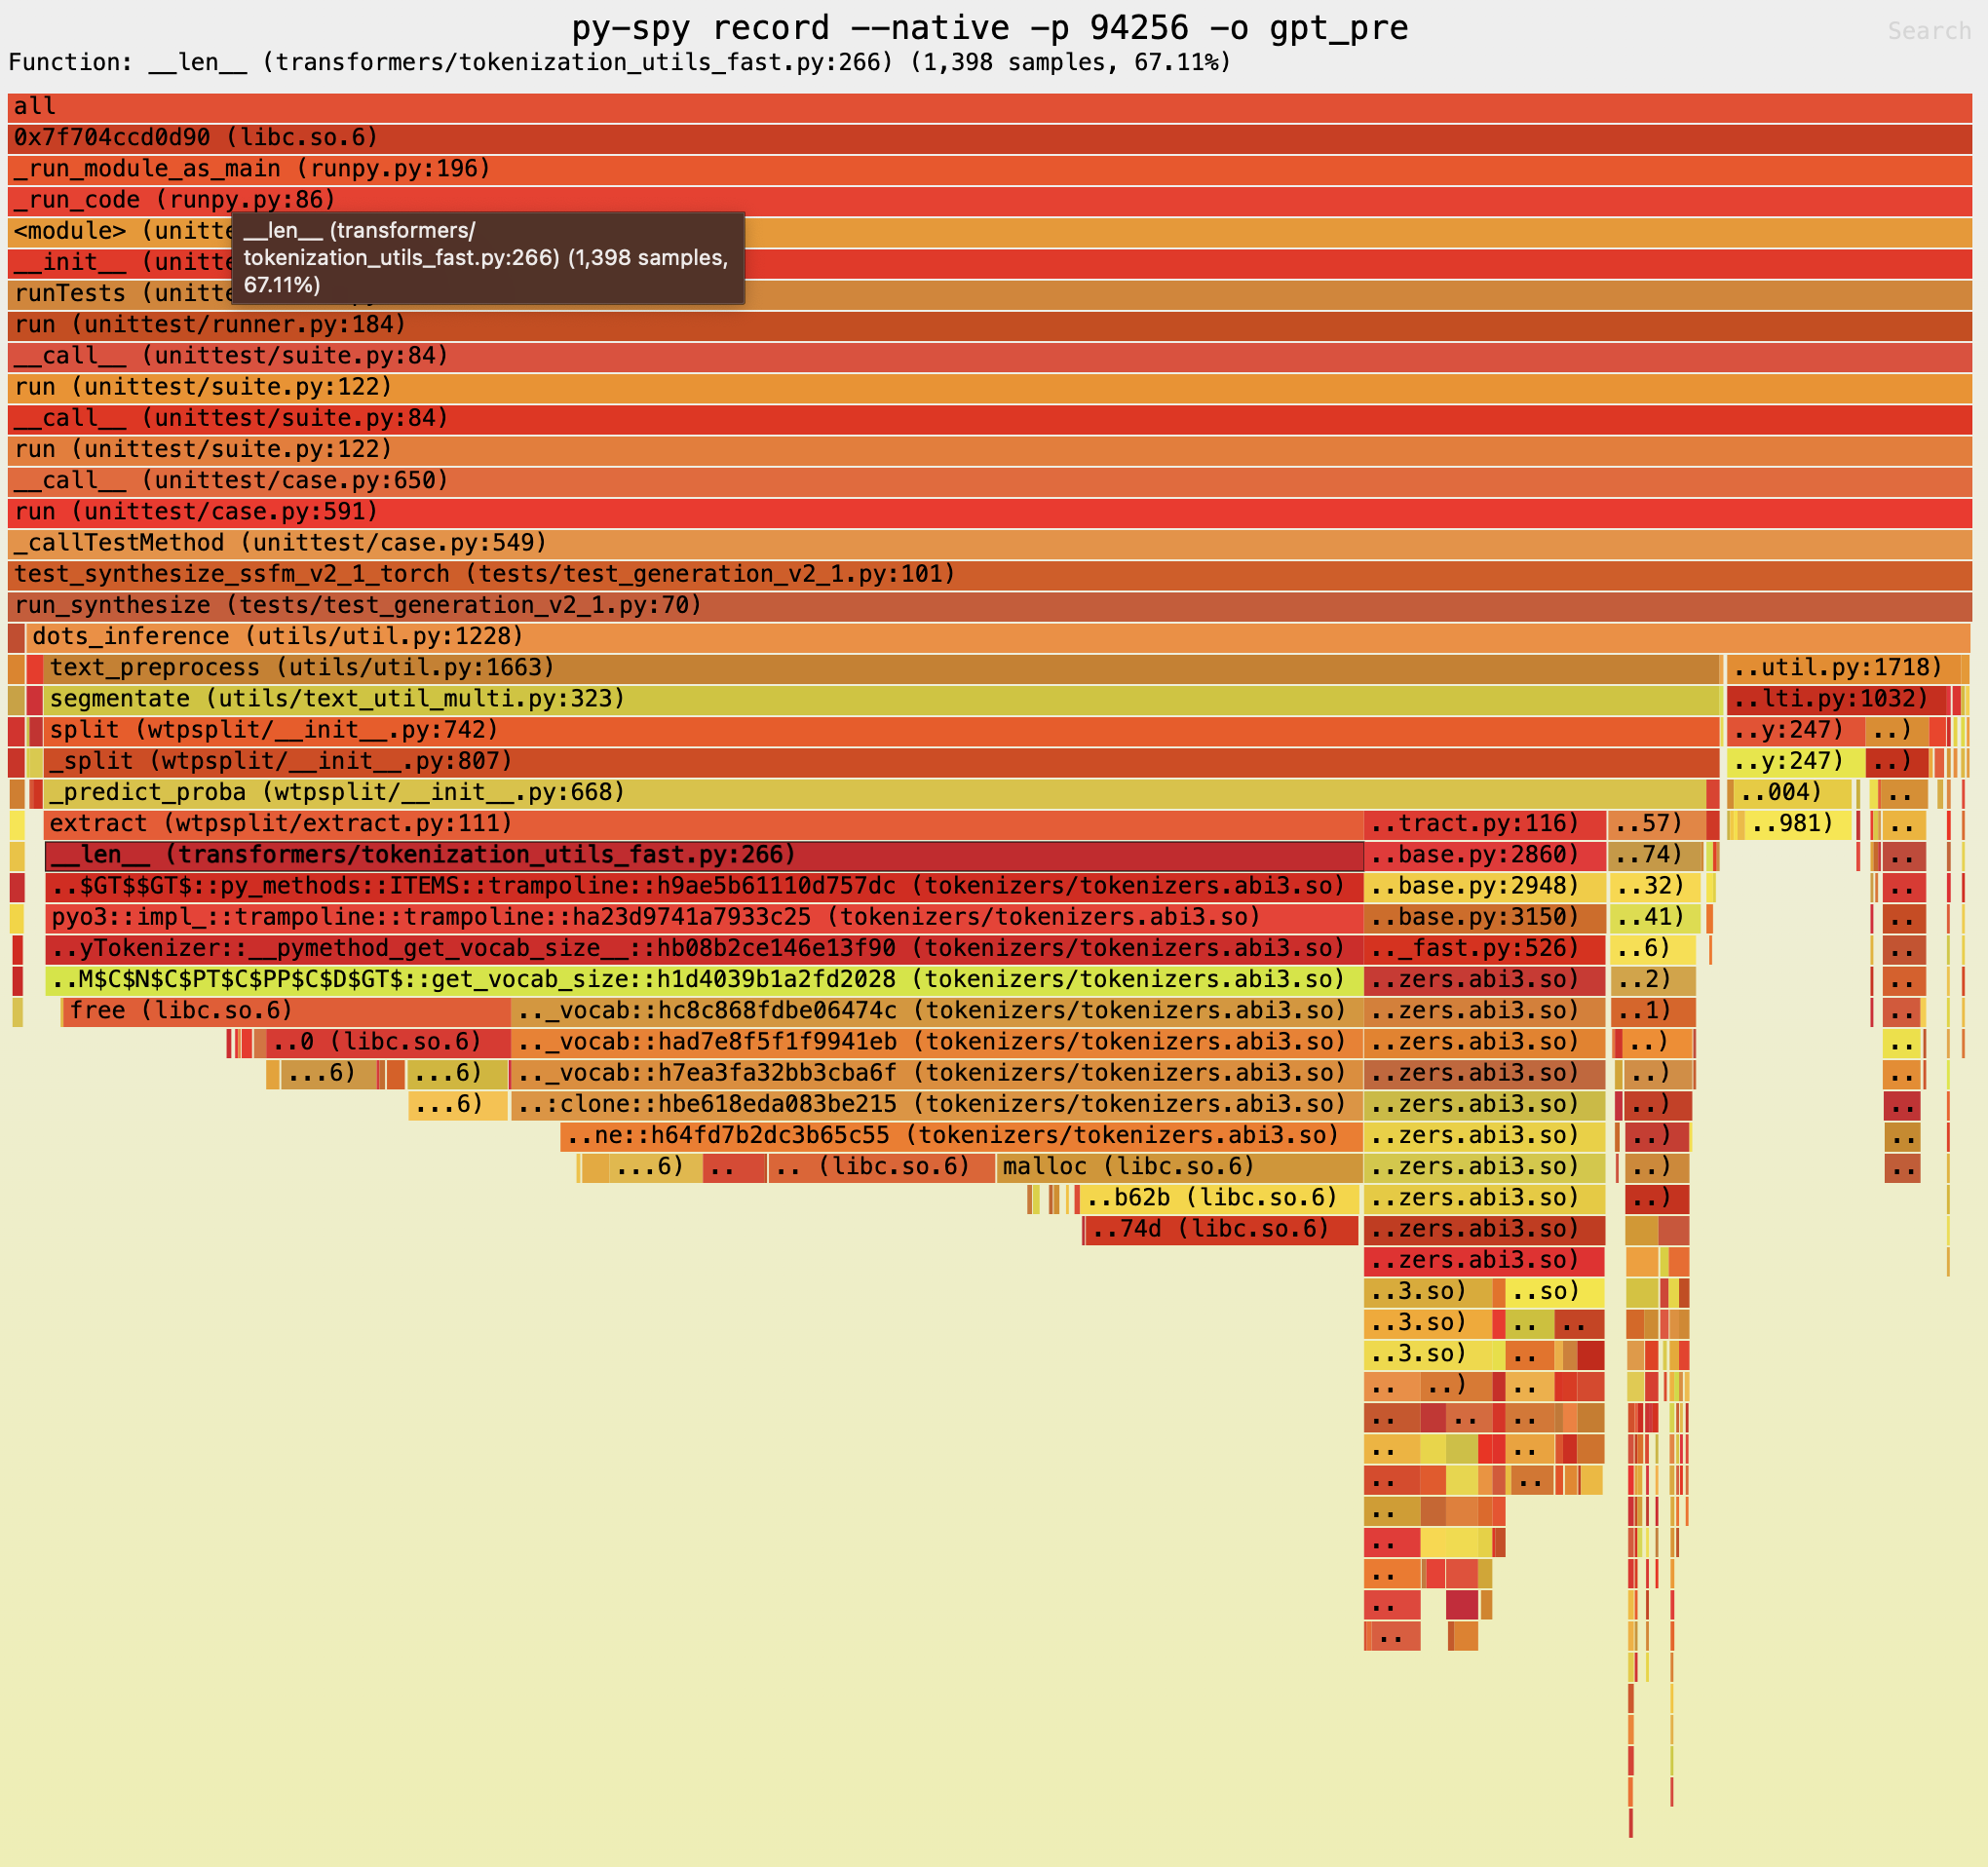 py-spy record --native -p 94256 -o gpt_pre
Search
Function: __len__ (transformers/tokenization_utils_fast.py:266) (1,398 samples, 67.11%)
all
0x7f704ccd0d90 (libc.so.6)
_run_module_as_main (runpy.py:196)
_run_code (runpy.py:86)
<module> (unitte
__init__ (unitte
runTests (unitte
__len__ (transformers/
tokenization_utils_fast.py:266) (1,398 samples,
67.11%)
run (unittest/runner.py:184)
__call__ (unittest/suite.py:84)
run (unittest/suite.py:122)
__call__ (unittest/suite.py:84)
run (unittest/suite.py:122)
__call__ (unittest/case.py:650)
run (unittest/case.py:591)
_callTestMethod (unittest/case.py:549)
test_synthesize_ssfm_v2_1_torch (tests/test_generation_v2_1.py:101)
run_synthesize (tests/test_generation_v2_1.py:70)
dots_inference (utils/util.py:1228)
text_preprocess (utils/util.py:1663) ..util.py:1718)
segmentate (utils/text_util_multi.py:323) ..lti.py:1032)
split (wtpsplit/__init__.py:742) ..y:247) ..)
_split (wtpsplit/__init__.py:807) ..y:247) ..)
_predict_proba (wtpsplit/__init__.py:668) ..004) ..
extract (wtpsplit/extract.py:111) ..tract.py:116) ..57) ..981) ..
__len__ (transformers/tokenization_utils_fast.py:266) ..base.py:2860) ..74) ..
..$GT$$GT$::py_methods::ITEMS::trampoline::h9ae5b61110d757dc (tokenizers/tokenizers.abi3.so) ..base.py:2948) ..32) ..
pyo3::impl_::trampoline::trampoline::ha23d9741a7933c25 (tokenizers/tokenizers.abi3.so) ..base.py:3150) ..41) ..
..yTokenizer::__pymethod_get_vocab_size__::hb08b2ce146e13f90 (tokenizers/tokenizers.abi3.so) .._fast.py:526) ..6) ..
..M$C$N$C$PT$C$PP$C$D$GT$::get_vocab_size::h1d4039b1a2fd2028 (tokenizers/tokenizers.abi3.so) ..zers.abi3.so) ..2) ..
free (libc.so.6) .._vocab::hc8c868fdbe06474c (tokenizers/tokenizers.abi3.so) ..zers.abi3.so) ..1) ..
..0 (libc.so.6) .._vocab::had7e8f5f1f9941eb (tokenizers/tokenizers.abi3.so) ..zers.abi3.so) ..) ..
...6) ...6) .._vocab::h7ea3fa32bb3cba6f (tokenizers/tokenizers.abi3.so) ..zers.abi3.so) ..) ..
...6) ..:clone::hbe618eda083be215 (tokenizers/tokenizers.abi3.so) ..zers.abi3.so) ..) ..
..ne::h64fd7b2dc3b65c55 (tokenizers/tokenizers.abi3.so) ..zers.abi3.so) ..) ..
...6) .. .. (libc.so.6) malloc (libc.so.6) ..zers.abi3.so) ..) ..
..b62b (libc.so.6) ..zers.abi3.so) ..)
..74d (libc.so.6) ..zers.abi3.so)
..zers.abi3.so)
..3.so) ..so)
..3.so) .. ..
..3.so) ..
.. ..) ..
.. .. ..
.. ..
.. ..
..
..
..
..
..